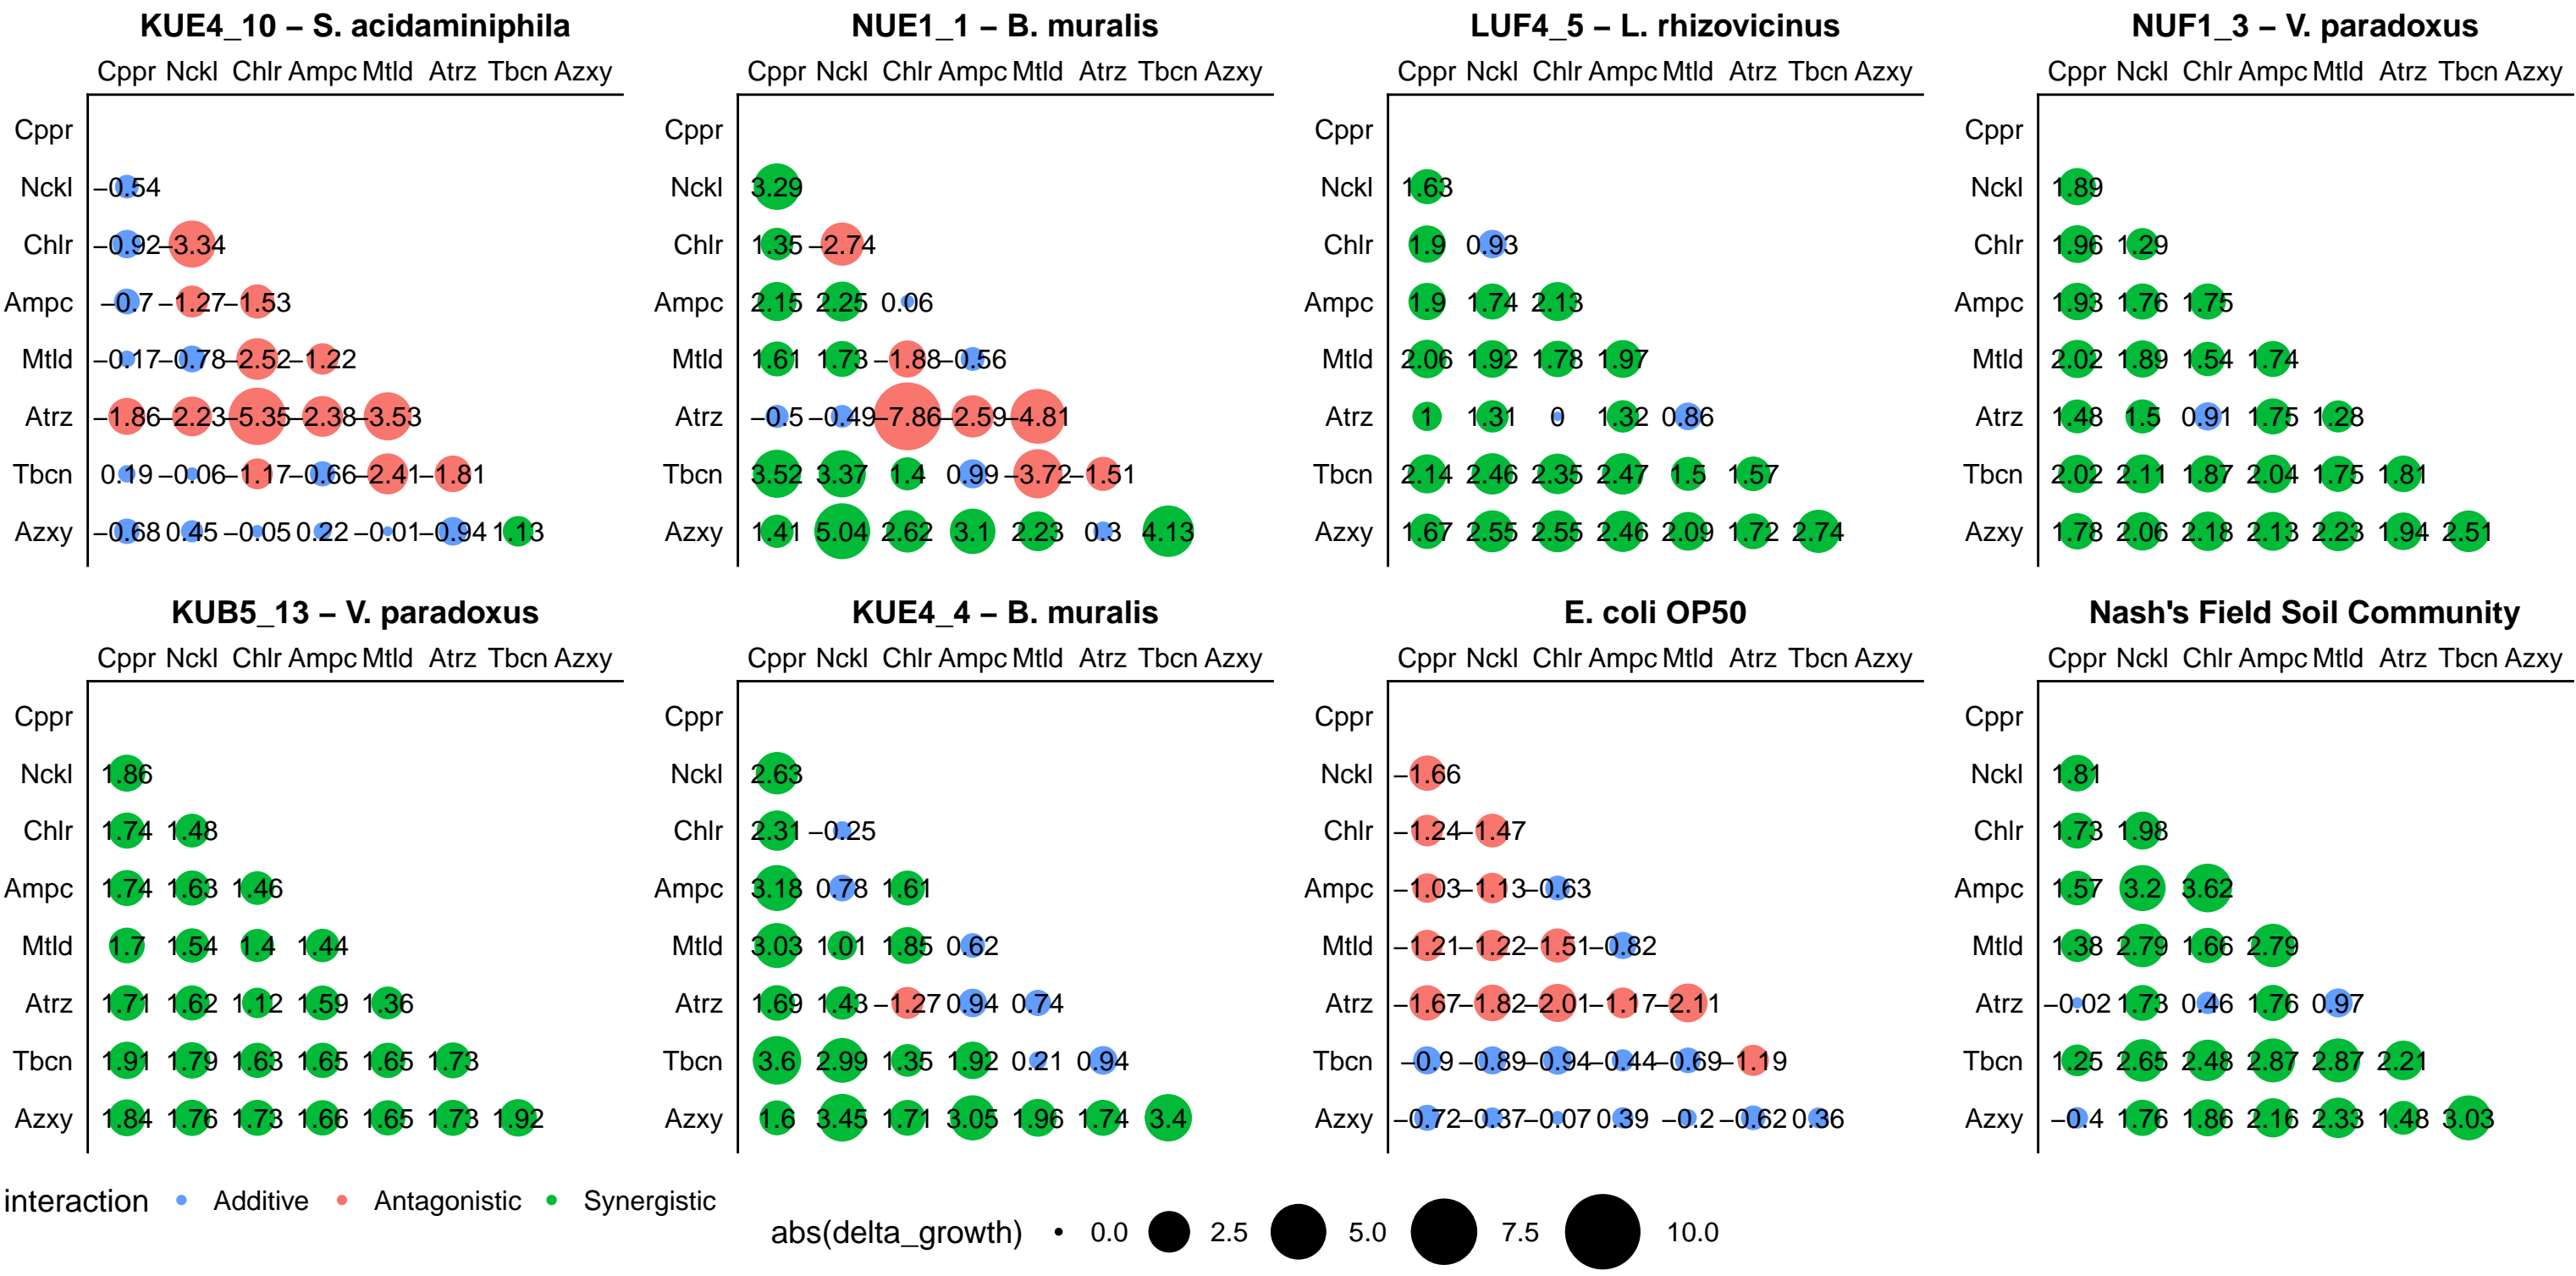 KUE4_10 – S. acidaminiphila NUE1_1 – B. muralis LUF4_5 – L. rhizovicinus NUF1_3 – V. paradoxus
Cppr Nckl Chlr Ampc Mtld Atrz Tbcn Azxy Cppr Nckl Chlr Ampc Mtld Atrz Tbcn Azxy Cppr Nckl Chlr Ampc Mtld Atrz Tbcn Azxy Cppr Nckl Chlr Ampc Mtld Atrz Tbcn Azxy
Cppr Cppr Cppr Cppr
Nckl −0.54 Nckl 3.29 Nckl 1.63 Nckl 1.89
Chlr −0.92 −3.34 Chlr 1.35 −2.74 Chlr 1.9 0.93 Chlr 1.96 1.29
Ampc −0.7 −1.27 −1.53 Ampc 2.15 2.25 0.06 Ampc 1.9 1.74 2.13 Ampc 1.93 1.76 1.75
Mtld −0.17 −0.78 −2.52 −1.22 Mtld 1.61 1.73 −1.88 −0.56 Mtld 2.06 1.92 1.78 1.97 Mtld 2.02 1.89 1.54 1.74
Atrz −1.86 −2.23 −5.35 −2.38 −3.53 Atrz −0.5 −0.49 −7.86 −2.59 −4.81 Atrz 1 1.31 0 1.32 0.86 Atrz 1.48 1.5 0.91 1.75 1.28
Tbcn 0.19 −0.06 −1.17 −0.66 −2.41 −1.81 Tbcn 3.52 3.37 1.4 0.99 −3.72 −1.51 Tbcn 2.14 2.46 2.35 2.47 1.5 1.57 Tbcn 2.02 2.11 1.87 2.04 1.75 1.81
Azxy −0.68 0.45 −0.05 0.22 −0.01 −0.94 1.13 Azxy 1.41 5.04 2.62 3.1 2.23 0.3 4.13 Azxy 1.67 2.55 2.55 2.46 2.09 1.72 2.74 Azxy 1.78 2.06 2.18 2.13 2.23 1.94 2.51
KUB5_13 – V. paradoxus KUE4_4 – B. muralis E. coli OP50 Nash's Field Soil Community
Cppr Nckl Chlr Ampc Mtld Atrz Tbcn Azxy Cppr Nckl Chlr Ampc Mtld Atrz Tbcn Azxy Cppr Nckl Chlr Ampc Mtld Atrz Tbcn Azxy Cppr Nckl Chlr Ampc Mtld Atrz Tbcn Azxy
Cppr Cppr Cppr Cppr
Nckl 1.86 Nckl 2.63 Nckl −1.66 Nckl 1.81
Chlr 1.74 1.48 Chlr 2.31 −0.25 Chlr −1.24 −1.47 Chlr 1.73 1.98
Ampc 1.74 1.63 1.46 Ampc 3.18 0.78 1.61 Ampc −1.03 −1.13 −0.63 Ampc 1.57 3.2 3.62
Mtld 1.7 1.54 1.4 1.44 Mtld 3.03 1.01 1.85 0.62 Mtld −1.21 −1.22 −1.51 −0.82 Mtld 1.38 2.79 1.66 2.79
Atrz 1.71 1.62 1.12 1.59 1.36 Atrz 1.69 1.43 −1.27 0.94 0.74 Atrz −1.67 −1.82 −2.01 −1.17 −2.11 Atrz −0.02 1.73 0.46 1.76 0.97
Tbcn 1.91 1.79 1.63 1.65 1.65 1.73 Tbcn 3.6 2.99 1.35 1.92 0.21 0.94 Tbcn −0.9 −0.89 −0.94 −0.44 −0.69 −1.19 Tbcn 1.25 2.65 2.48 2.87 2.87 2.21
Azxy 1.84 1.76 1.73 1.66 1.65 1.73 1.92 Azxy 1.6 3.45 1.71 3.05 1.96 1.74 3.4 Azxy −0.72 −0.37 −0.07 0.39 −0.2 −0.62 0.36 Azxy −0.4 1.76 1.86 2.16 2.33 1.48 3.03
interaction Additive Antagonistic Synergistic
abs(delta_growth) 0.0 2.5 5.0 7.5 10.0